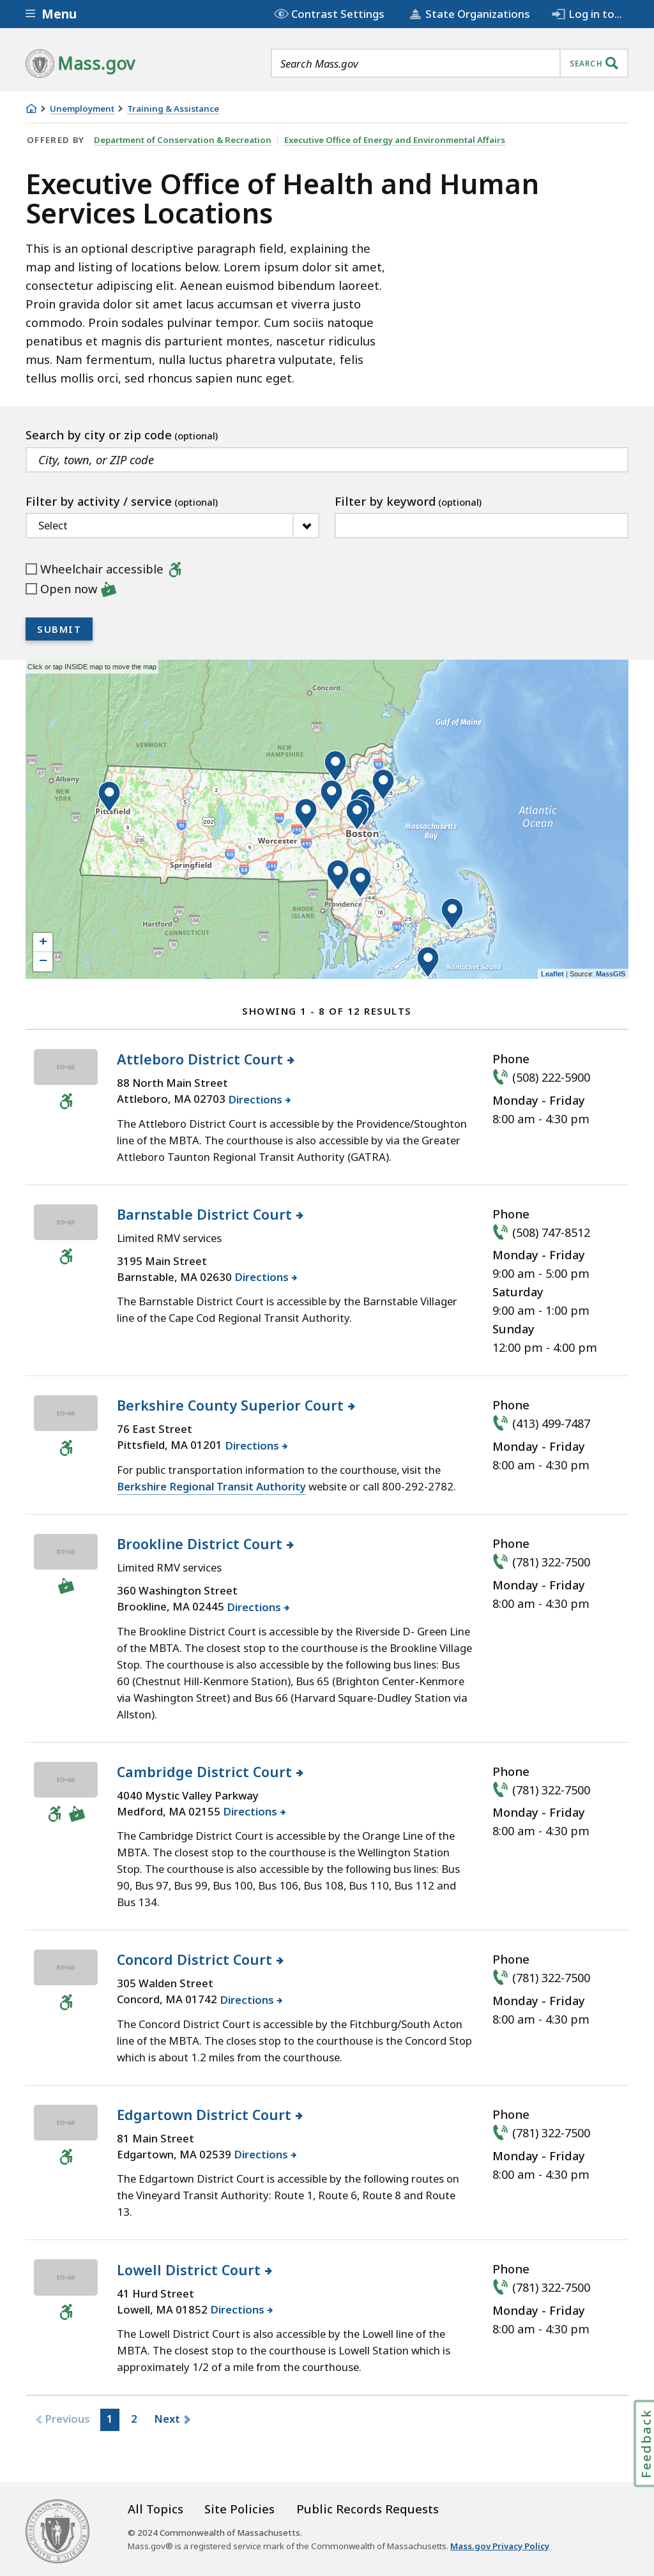 Menu
Contrast Settings
State Organizations
Log in to...
Mass.gov
Search Mass.gov
SEARCH
Unemployment
Training & Assistance
OFFERED BY
Department of Conservation & Recreation
Executive Office of Energy and Environmental Affairs
Executive Office of Health and Human
Services Locations
This is an optional descriptive paragraph field, explaining the
map and listing of locations below. Lorem ipsum dolor sit amet,
consectetur adipiscing elit. Aenean euismod bibendum laoreet.
Proin gravida dolor sit amet lacus accumsan et viverra justo
commodo. Proin sodales pulvinar tempor. Cum sociis natoque
penatibus et magnis dis parturient montes, nascetur ridiculus
mus. Nam fermentum, nulla luctus pharetra vulputate, felis
tellus mollis orci, sed rhoncus sapien nunc eget.
Search by city or zip code (optional)
City, town, or ZIP code
Filter by activity / service (optional)
Filter by keyword (optional)
Select
Wheelchair accessible
Open now
SUBMIT
Click or tap INSIDE map to move the map
Concord
Gulf of Maine
VERMONT
NEW
HAMPSHIRE
Albany
NEW
YORK
Pittsfield
Atlantic
Ocean
Massachusetts
Bay
Boston
Worcester
Springfield
Providence
RHODE
ISLAND
Hartford
CONNECTICUT
Nantucket Sound
+
−
Leaflet | Source: MassGIS
SHOWING 1 - 8 OF 12 RESULTS
Attleboro District Court
88 North Main Street
Attleboro, MA 02703 Directions
The Attleboro District Court is accessible by the Providence/Stoughton
line of the MBTA. The courthouse is also accessible by via the Greater
Attleboro Taunton Regional Transit Authority (GATRA).
Phone
(508) 222-5900
Monday - Friday
8:00 am - 4:30 pm
Barnstable District Court
Limited RMV services
3195 Main Street
Barnstable, MA 02630 Directions
The Barnstable District Court is accessible by the Barnstable Villager
line of the Cape Cod Regional Transit Authority.
Phone
(508) 747-8512
Monday - Friday
9:00 am - 5:00 pm
Saturday
9:00 am - 1:00 pm
Sunday
12:00 pm - 4:00 pm
Berkshire County Superior Court
76 East Street
Pittsfield, MA 01201 Directions
For public transportation information to the courthouse, visit the
Berkshire Regional Transit Authority website or call 800-292-2782.
Phone
(413) 499-7487
Monday - Friday
8:00 am - 4:30 pm
Brookline District Court
Limited RMV services
360 Washington Street
Brookline, MA 02445 Directions
The Brookline District Court is accessible by the Riverside D- Green Line
of the MBTA. The closest stop to the courthouse is the Brookline Village
Stop. The courthouse is also accessible by the following bus lines: Bus
60 (Chestnut Hill-Kenmore Station), Bus 65 (Brighton Center-Kenmore
via Washington Street) and Bus 66 (Harvard Square-Dudley Station via
Allston).
Phone
(781) 322-7500
Monday - Friday
8:00 am - 4:30 pm
Cambridge District Court
4040 Mystic Valley Parkway
Medford, MA 02155 Directions
The Cambridge District Court is accessible by the Orange Line of the
MBTA. The closest stop to the courthouse is the Wellington Station
Stop. The courthouse is also accessible by the following bus lines: Bus
90, Bus 97, Bus 99, Bus 100, Bus 106, Bus 108, Bus 110, Bus 112 and
Bus 134.
Phone
(781) 322-7500
Monday - Friday
8:00 am - 4:30 pm
Concord District Court
305 Walden Street
Concord, MA 01742 Directions
The Concord District Court is accessible by the Fitchburg/South Acton
line of the MBTA. The closes stop to the courthouse is the Concord Stop
which is about 1.2 miles from the courthouse.
Phone
(781) 322-7500
Monday - Friday
8:00 am - 4:30 pm
Edgartown District Court
81 Main Street
Edgartown, MA 02539 Directions
The Edgartown District Court is accessible by the following routes on
the Vineyard Transit Authority: Route 1, Route 6, Route 8 and Route
13.
Phone
(781) 322-7500
Monday - Friday
8:00 am - 4:30 pm
Lowell District Court
41 Hurd Street
Lowell, MA 01852 Directions
The Lowell District Court is also accessible by the Lowell line of the
MBTA. The closest stop to the courthouse is Lowell Station which is
approximately 1/2 of a mile from the courthouse.
Phone
(781) 322-7500
Monday - Friday
8:00 am - 4:30 pm
Previous
1
2
Next
Feedback
All Topics
Site Policies
Public Records Requests
© 2024 Commonwealth of Massachusetts.
Mass.gov® is a registered service mark of the Commonwealth of Massachusetts. Mass.gov Privacy Policy